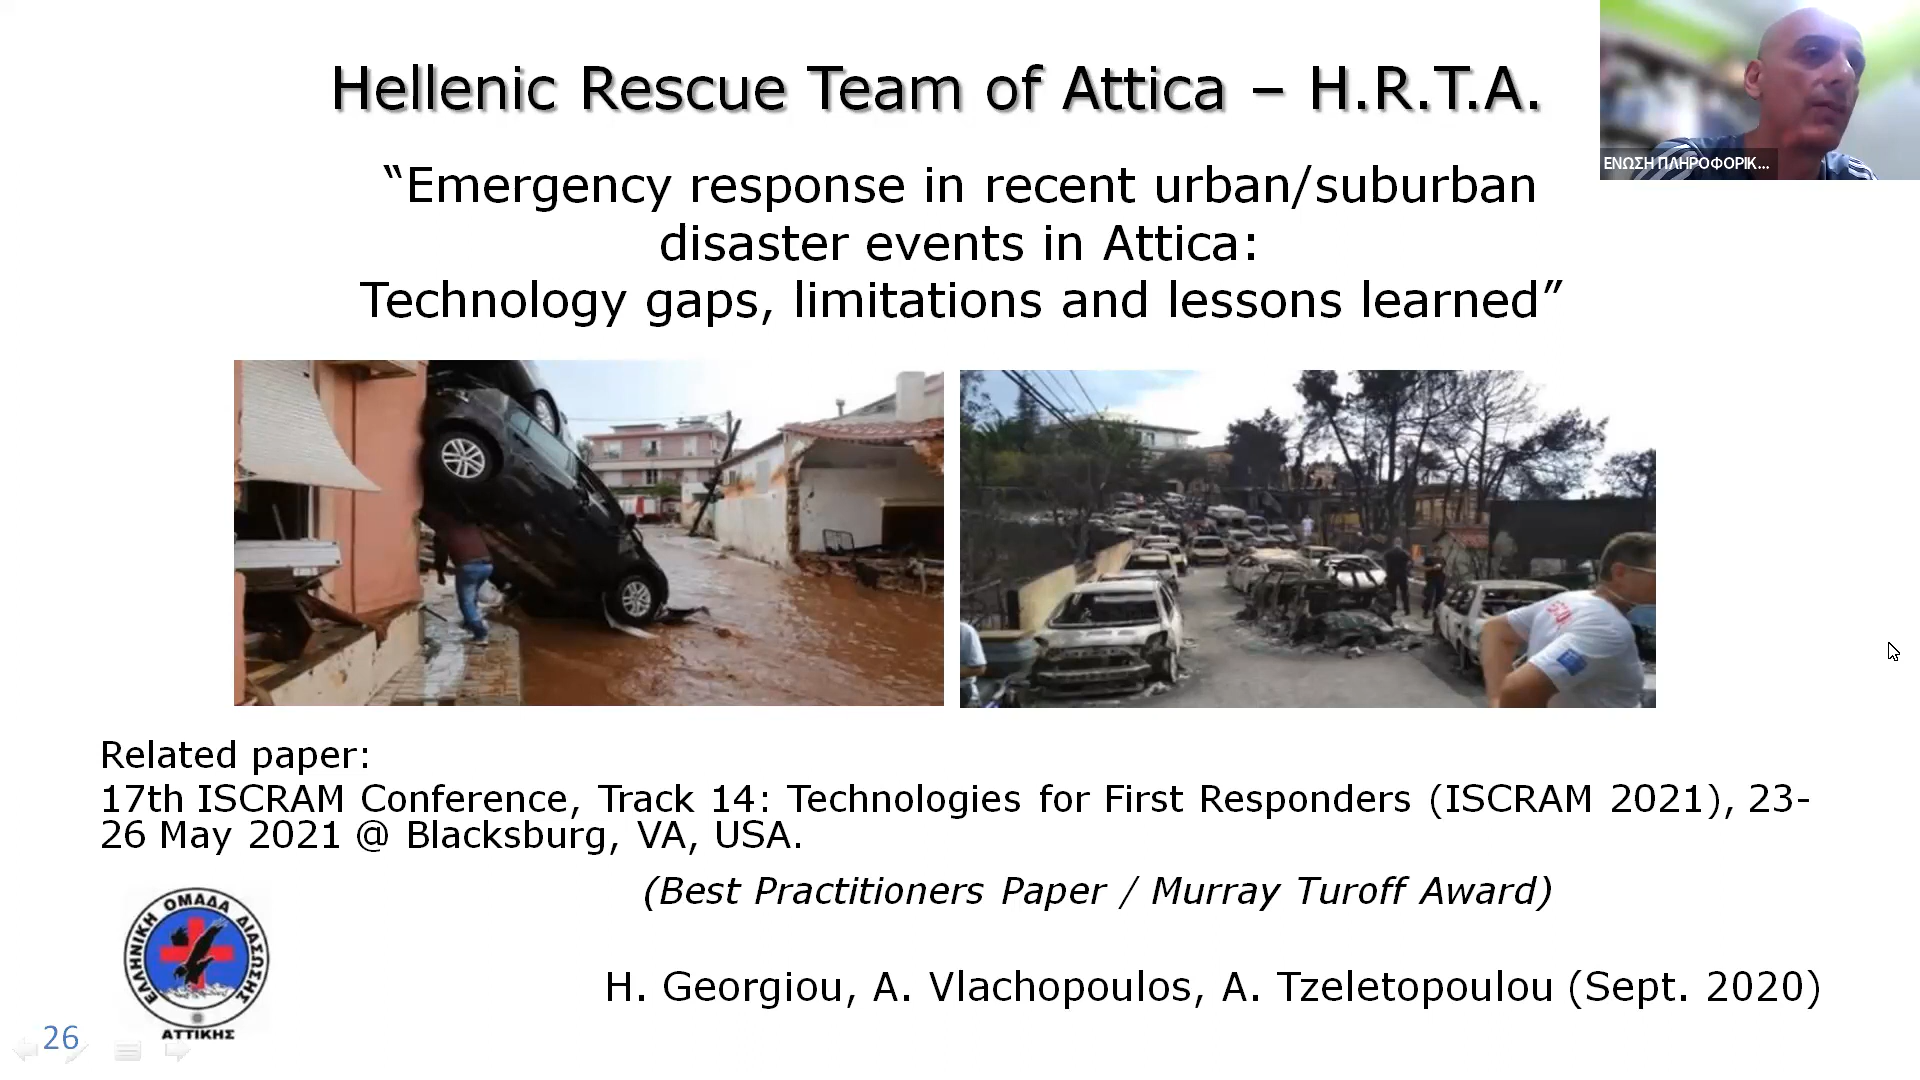 Hellenic Rescue Team of Attica – H.R.T.A.
ΕΝΩΣΗ ΠΛΗΡΟΦΟΡΙΚ...
“Emergency response in recent urban/suburban
disaster events in Attica:
Technology gaps, limitations and lessons learned”
Related paper:
17th ISCRAM Conference, Track 14: Technologies for First Responders (ISCRAM 2021), 23-
26 May 2021 @ Blacksburg, VA, USA.
(Best Practitioners Paper / Murray Turoff Award)
ΕΛΛΗΝΙΚΗ ΟΜΑΔΑ ΔΙΑΣΩΣΗΣ
ΑΤΤΙΚΗΣ
H. Georgiou, A. Vlachopoulos, A. Tzeletopoulou (Sept. 2020)
26